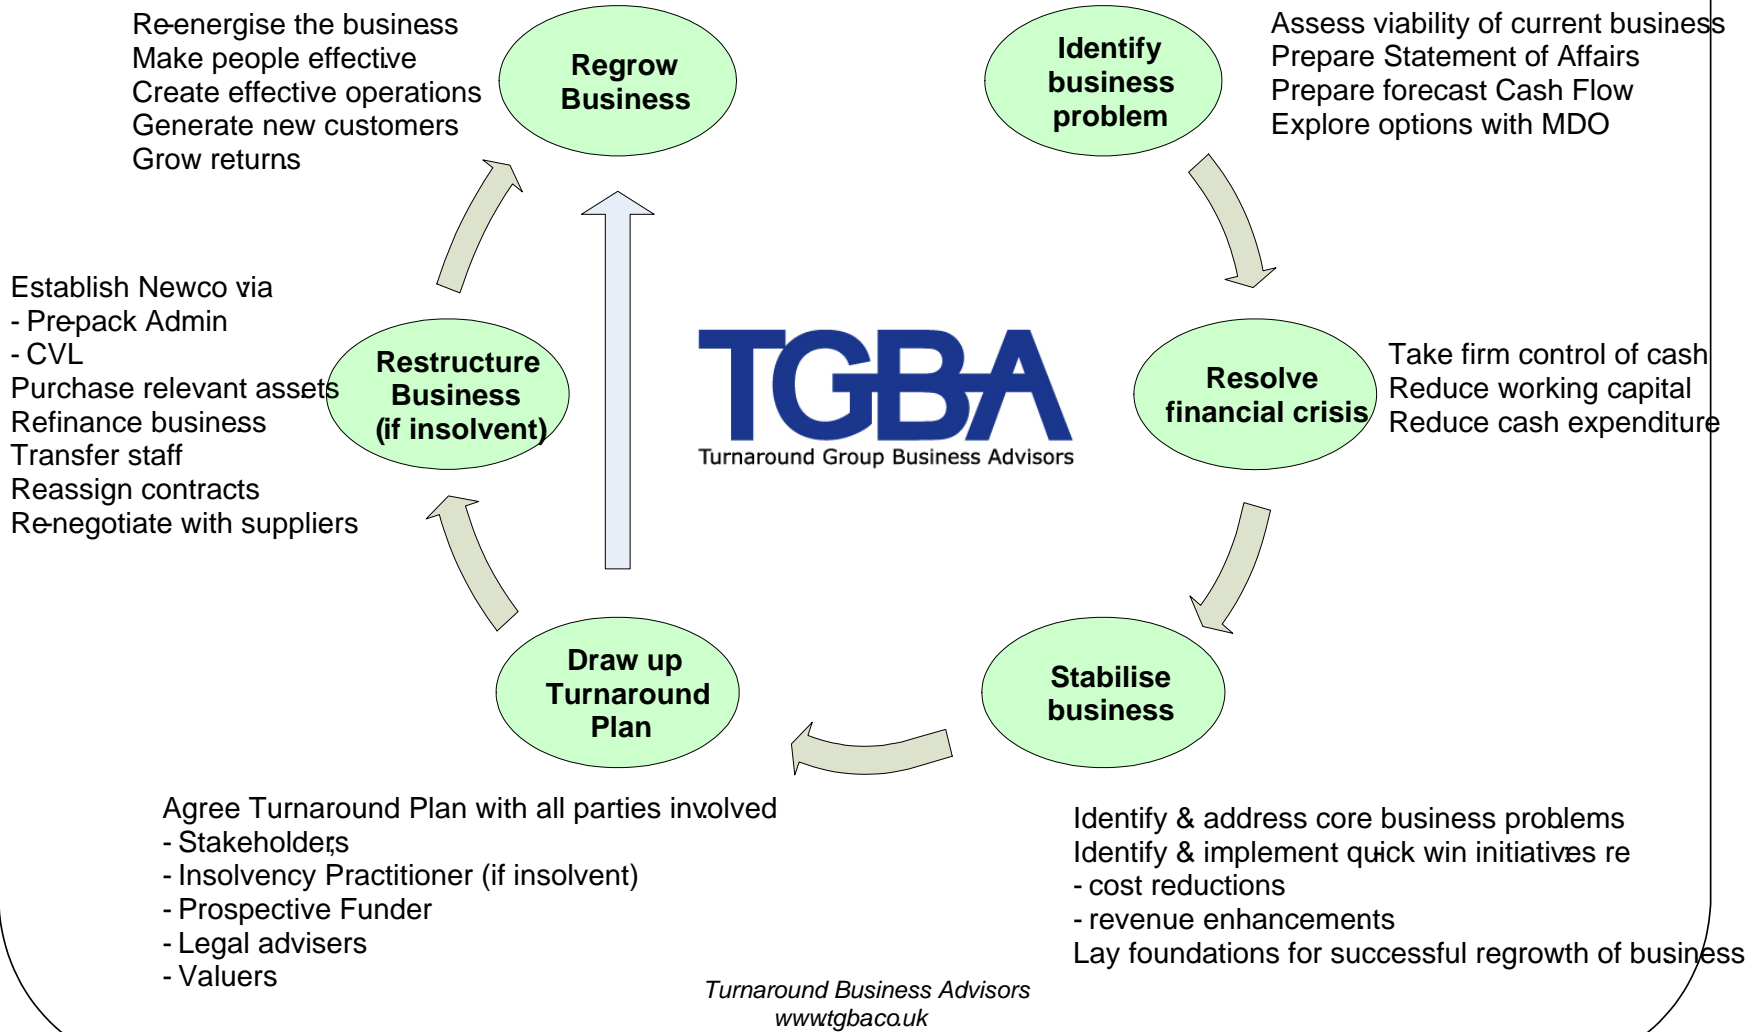 Re-energise the business.
Make people effective.
Create effective operations.
Generate new customers
Grow returns.
Regrow
Business
Identify
business
problem
Assess viability of current business.
Prepare Statement of Affairs
Prepare forecast Cash Flow
Explore options with MDO
Establish Newco via:
- Pre-pack Admin
- CVL
Purchase relevant assets.
Refinance business.
Transfer staff
Reassign contracts
Re-negotiate with suppliers
Restructure
Business
(if insolvent)
TGBA
Turnaround Group Business Advisors
Resolve
financial crisis
Take firm control of cash
Reduce working capital
Reduce cash expenditure
Draw up
Turnaround
Plan
Stabilise
business
Agree Turnaround Plan with all parties involved.
- Stakeholders,
- Insolvency Practitioner (if insolvent)
- Prospective Funder
- Legal advisers
- Valuers
Identify & address core business problems.
Identify & implement quick-win initiatives re:
- cost reductions
- revenue enhancements.
Lay foundations for successful regrowth of business
Turnaround Business Advisors
www.tgba.co.uk